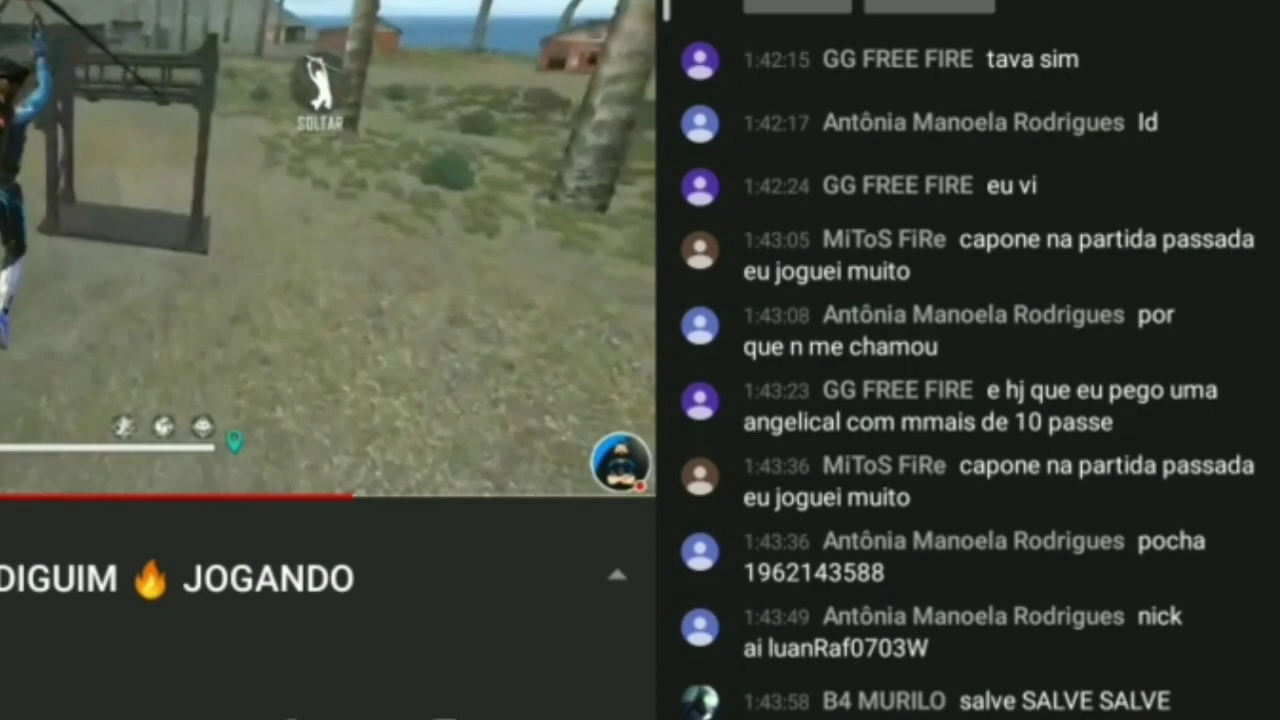 SOLTAR
DIGUIM 🔥 JOGANDO
1:42:15 GG FREE FIRE tava sim
1:42:17 Antônia Manoela Rodrigues Id
1:42:24 GG FREE FIRE eu vi
1:43:05 MiToS FiRe capone na partida passada
eu joguei muito
1:43:08 Antônia Manoela Rodrigues por
que n me chamou
1:43:23 GG FREE FIRE e hj que eu pego uma
angelical com mmais de 10 passe
1:43:36 MiToS FiRe capone na partida passada
eu joguei muito
1:43:36 Antônia Manoela Rodrigues pocha
1962143588
1:43:49 Antônia Manoela Rodrigues nick
ai luanRaf0703W
1:43:58 B4 MURILO salve SALVE SALVE